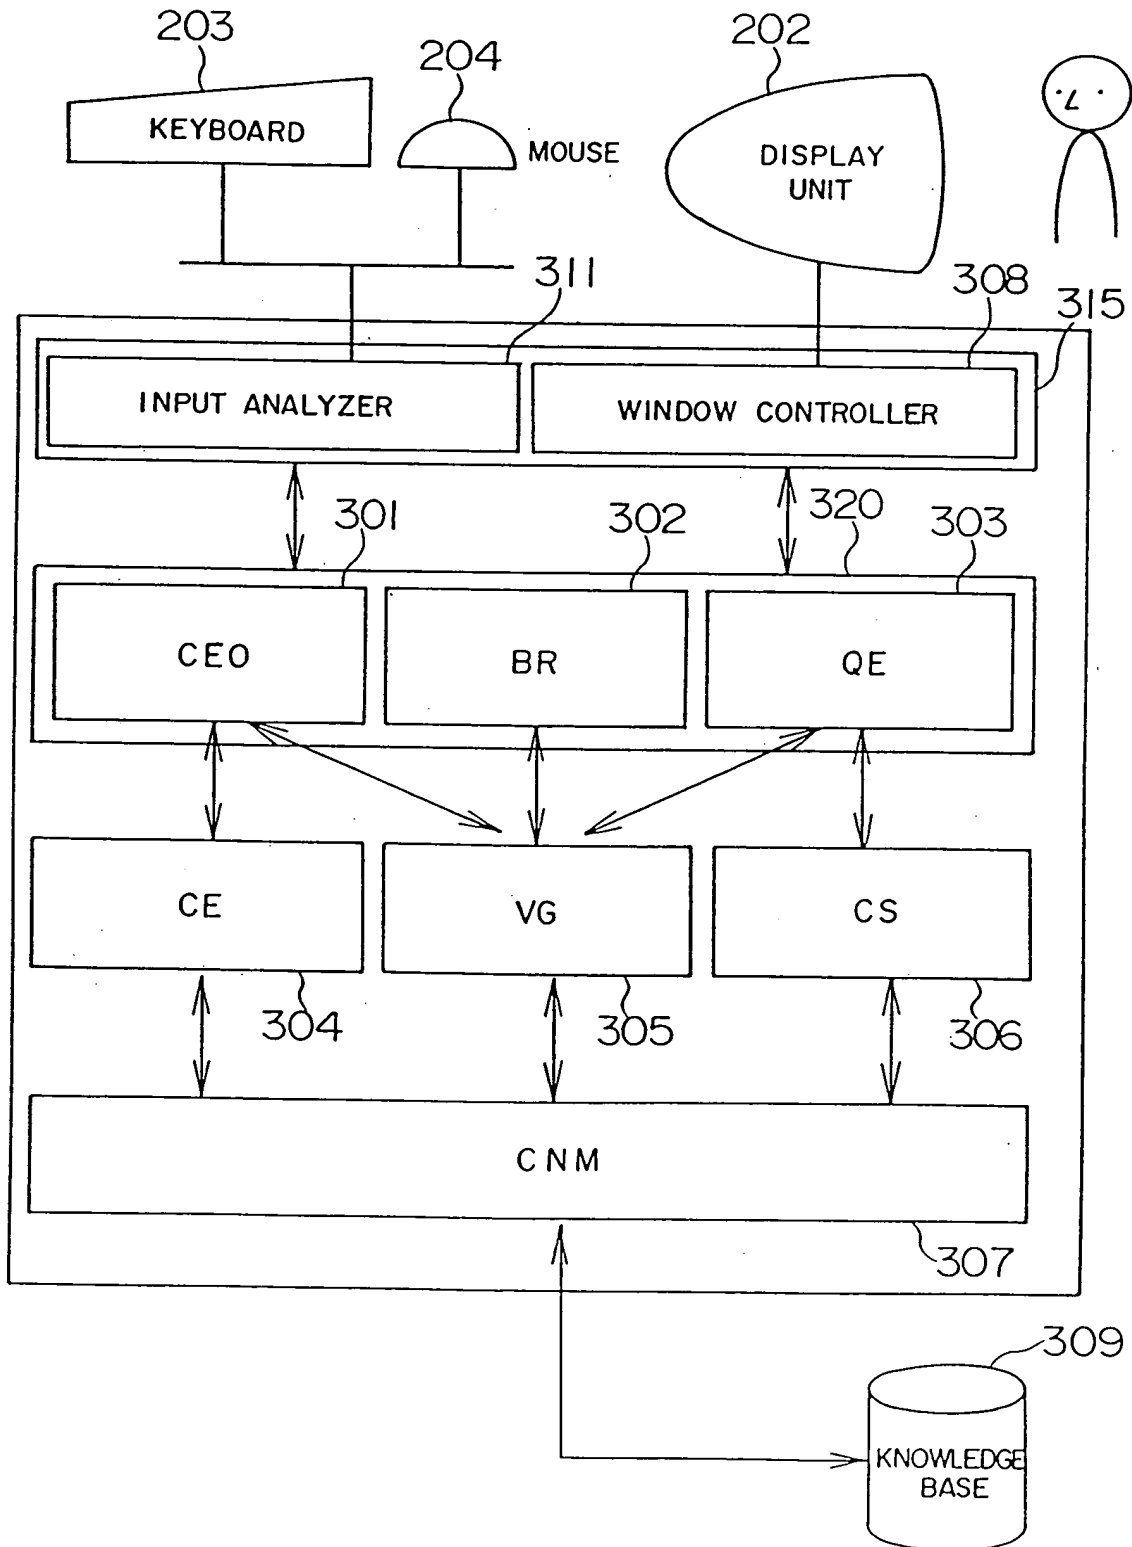 203
204
202
KEYBOARD
MOUSE
DISPLAY
UNIT
311
308
315
INPUT ANALYZER
WINDOW CONTROLLER
301
302
320
303
CEO
BR
QE
CE
VG
CS
304
305
306
CNM
307
309
KNOWLEDGE
BASE